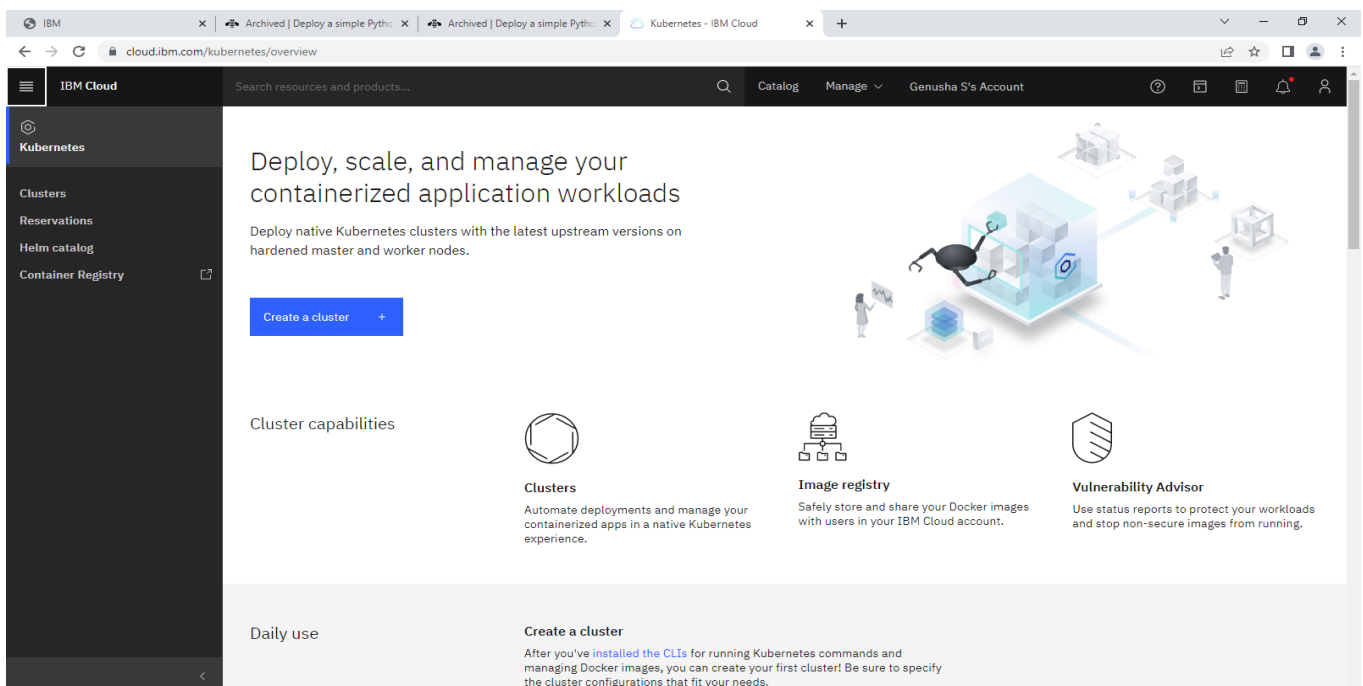 IBM
Archived | Deploy a simple Pytho
Archived | Deploy a simple Pytho
Kubernetes - IBM Cloud
cloud.ibm.com/kubernetes/overview
IBM Cloud
Search resources and products...
Catalog
Manage
Genusha S's Account
Kubernetes
Clusters
Reservations
Helm catalog
Container Registry
Deploy, scale, and manage your
containerized application workloads
Deploy native Kubernetes clusters with the latest upstream versions on
hardened master and worker nodes.
Create a cluster +
Cluster capabilities
Clusters
Automate deployments and manage your
containerized apps in a native Kubernetes
experience.
Image registry
Safely store and share your Docker images
with users in your IBM Cloud account.
Vulnerability Advisor
Use status reports to protect your workloads
and stop non-secure images from running.
Daily use
Create a cluster
After you've installed the CLIs for running Kubernetes commands and
managing Docker images, you can create your first cluster! Be sure to specify
the cluster configurations that fit your needs.